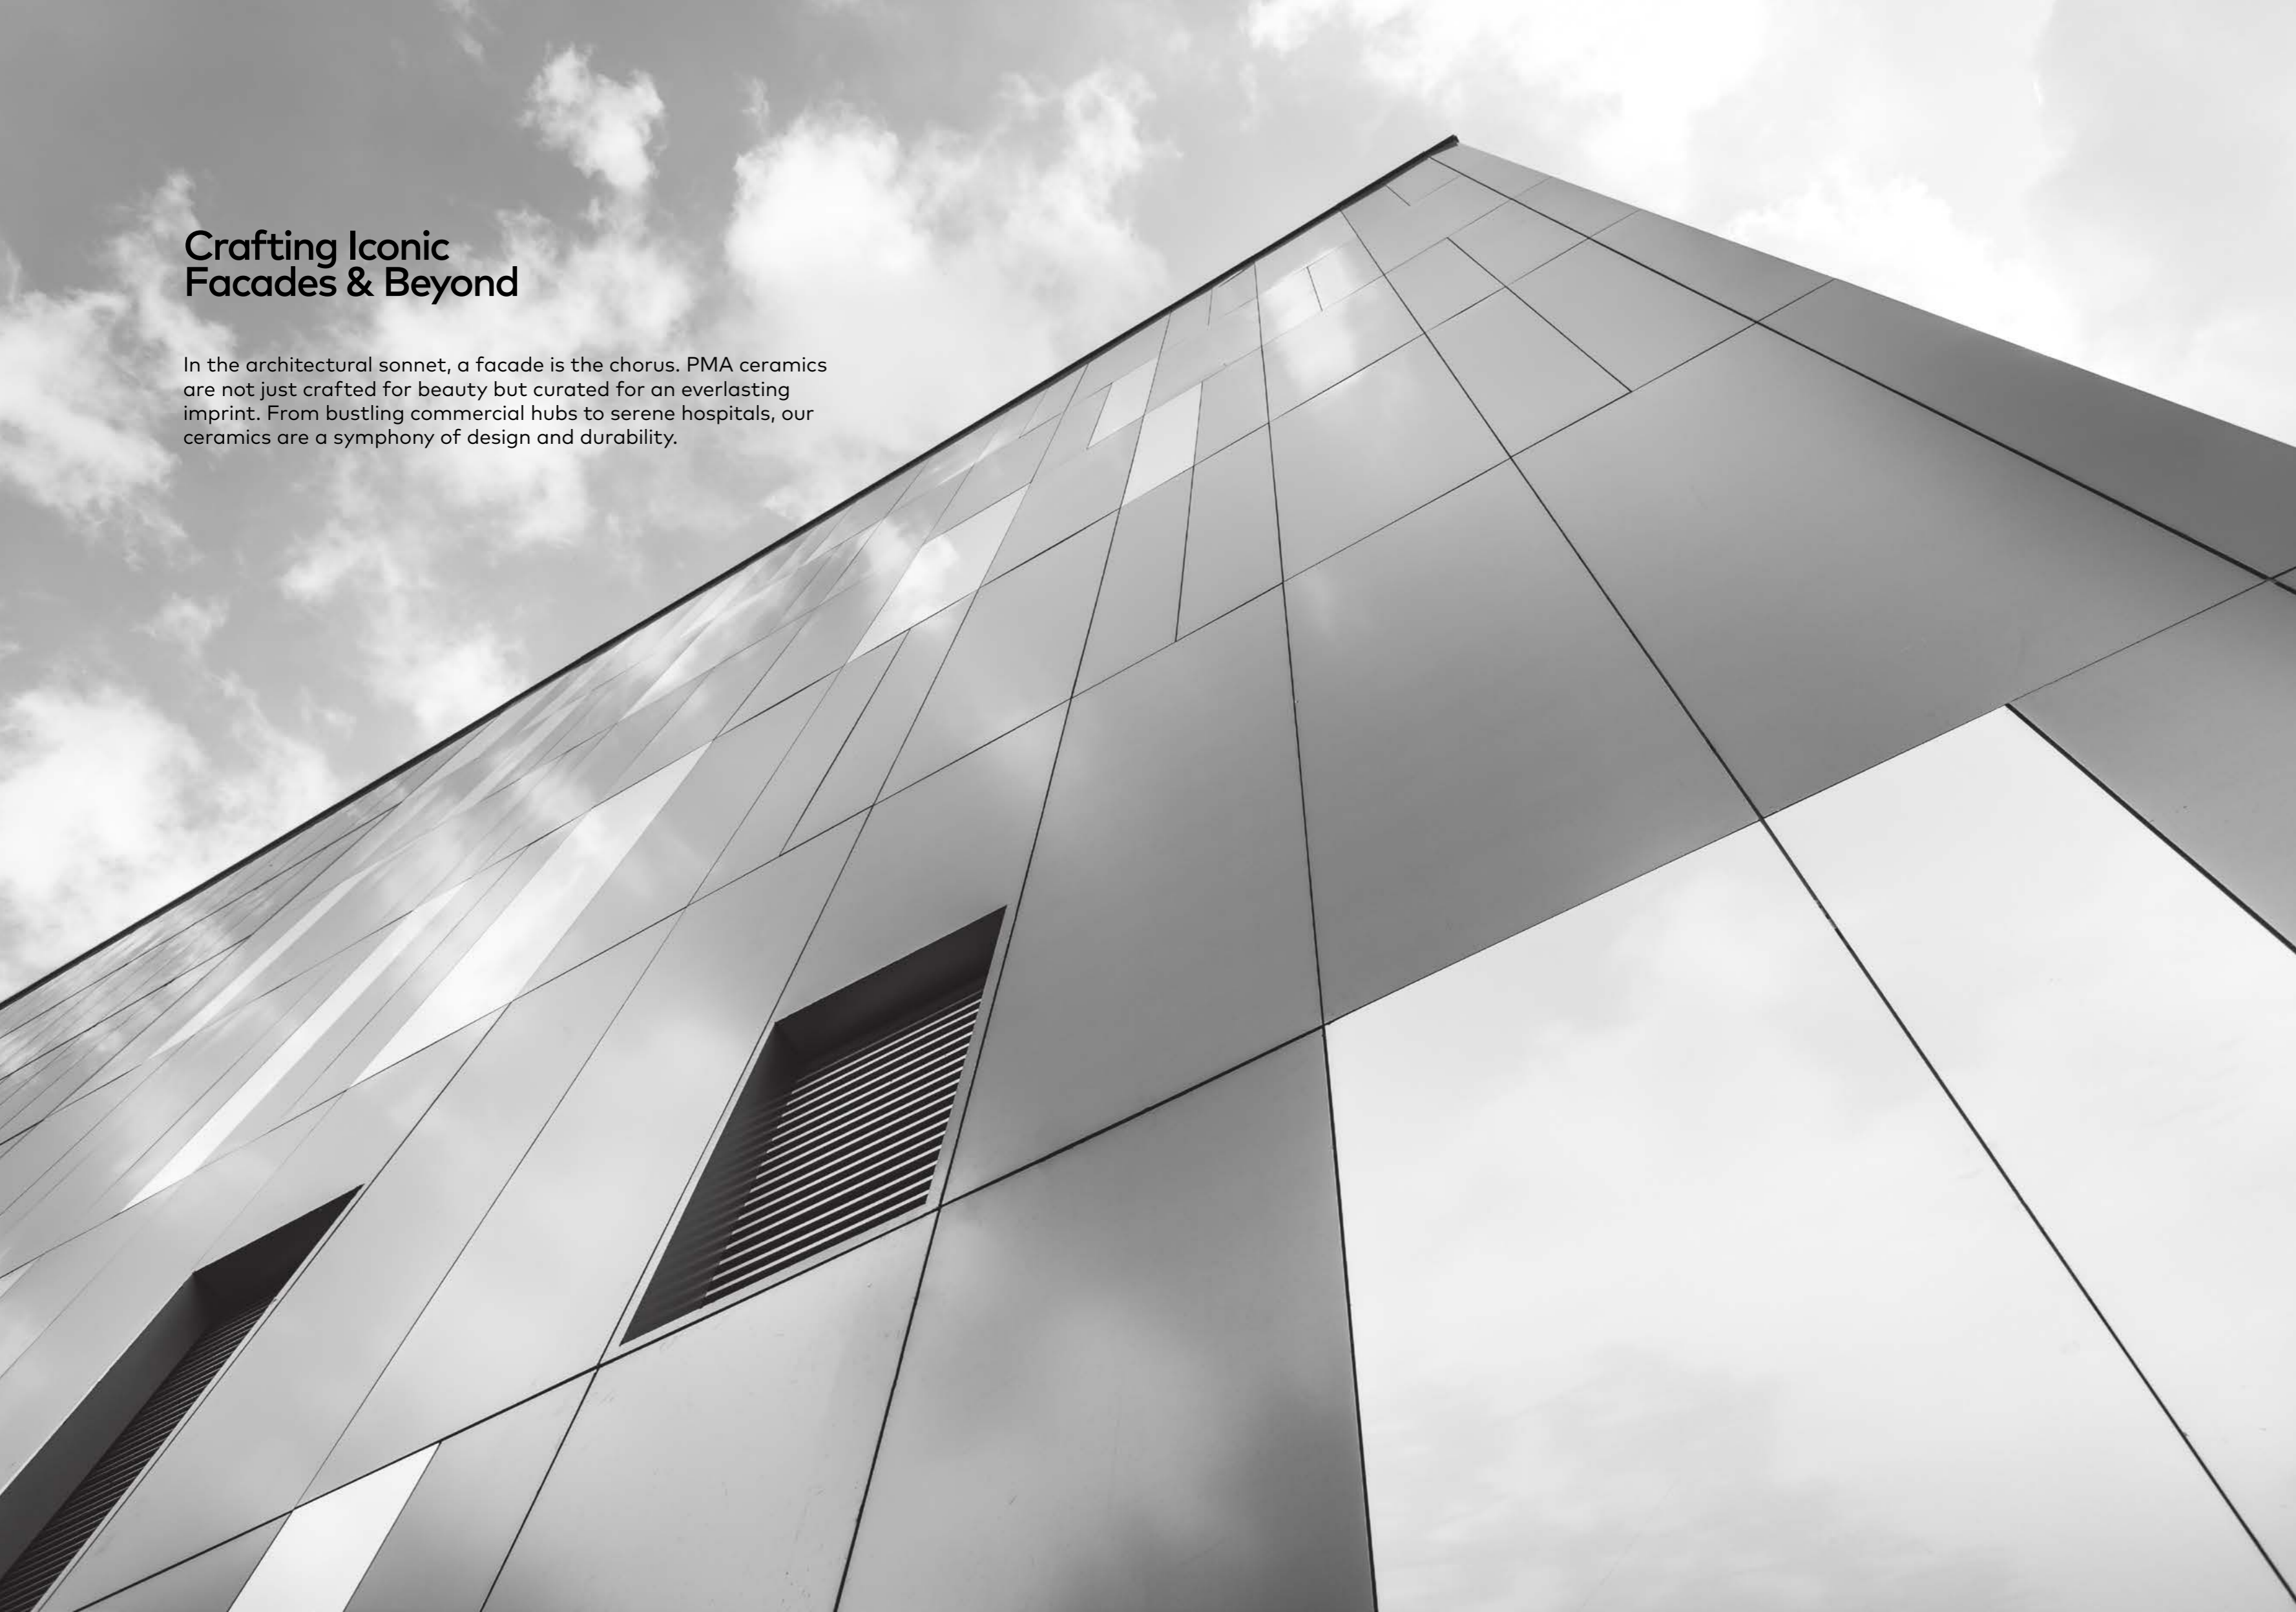 Crafting Iconic
Facades & Beyond
In the architectural sonnet, a facade is the chorus. PMA ceramics
are not just crafted for beauty but curated for an everlasting
imprint. From bustling commercial hubs to serene hospitals, our
ceramics are a symphony of design and durability.